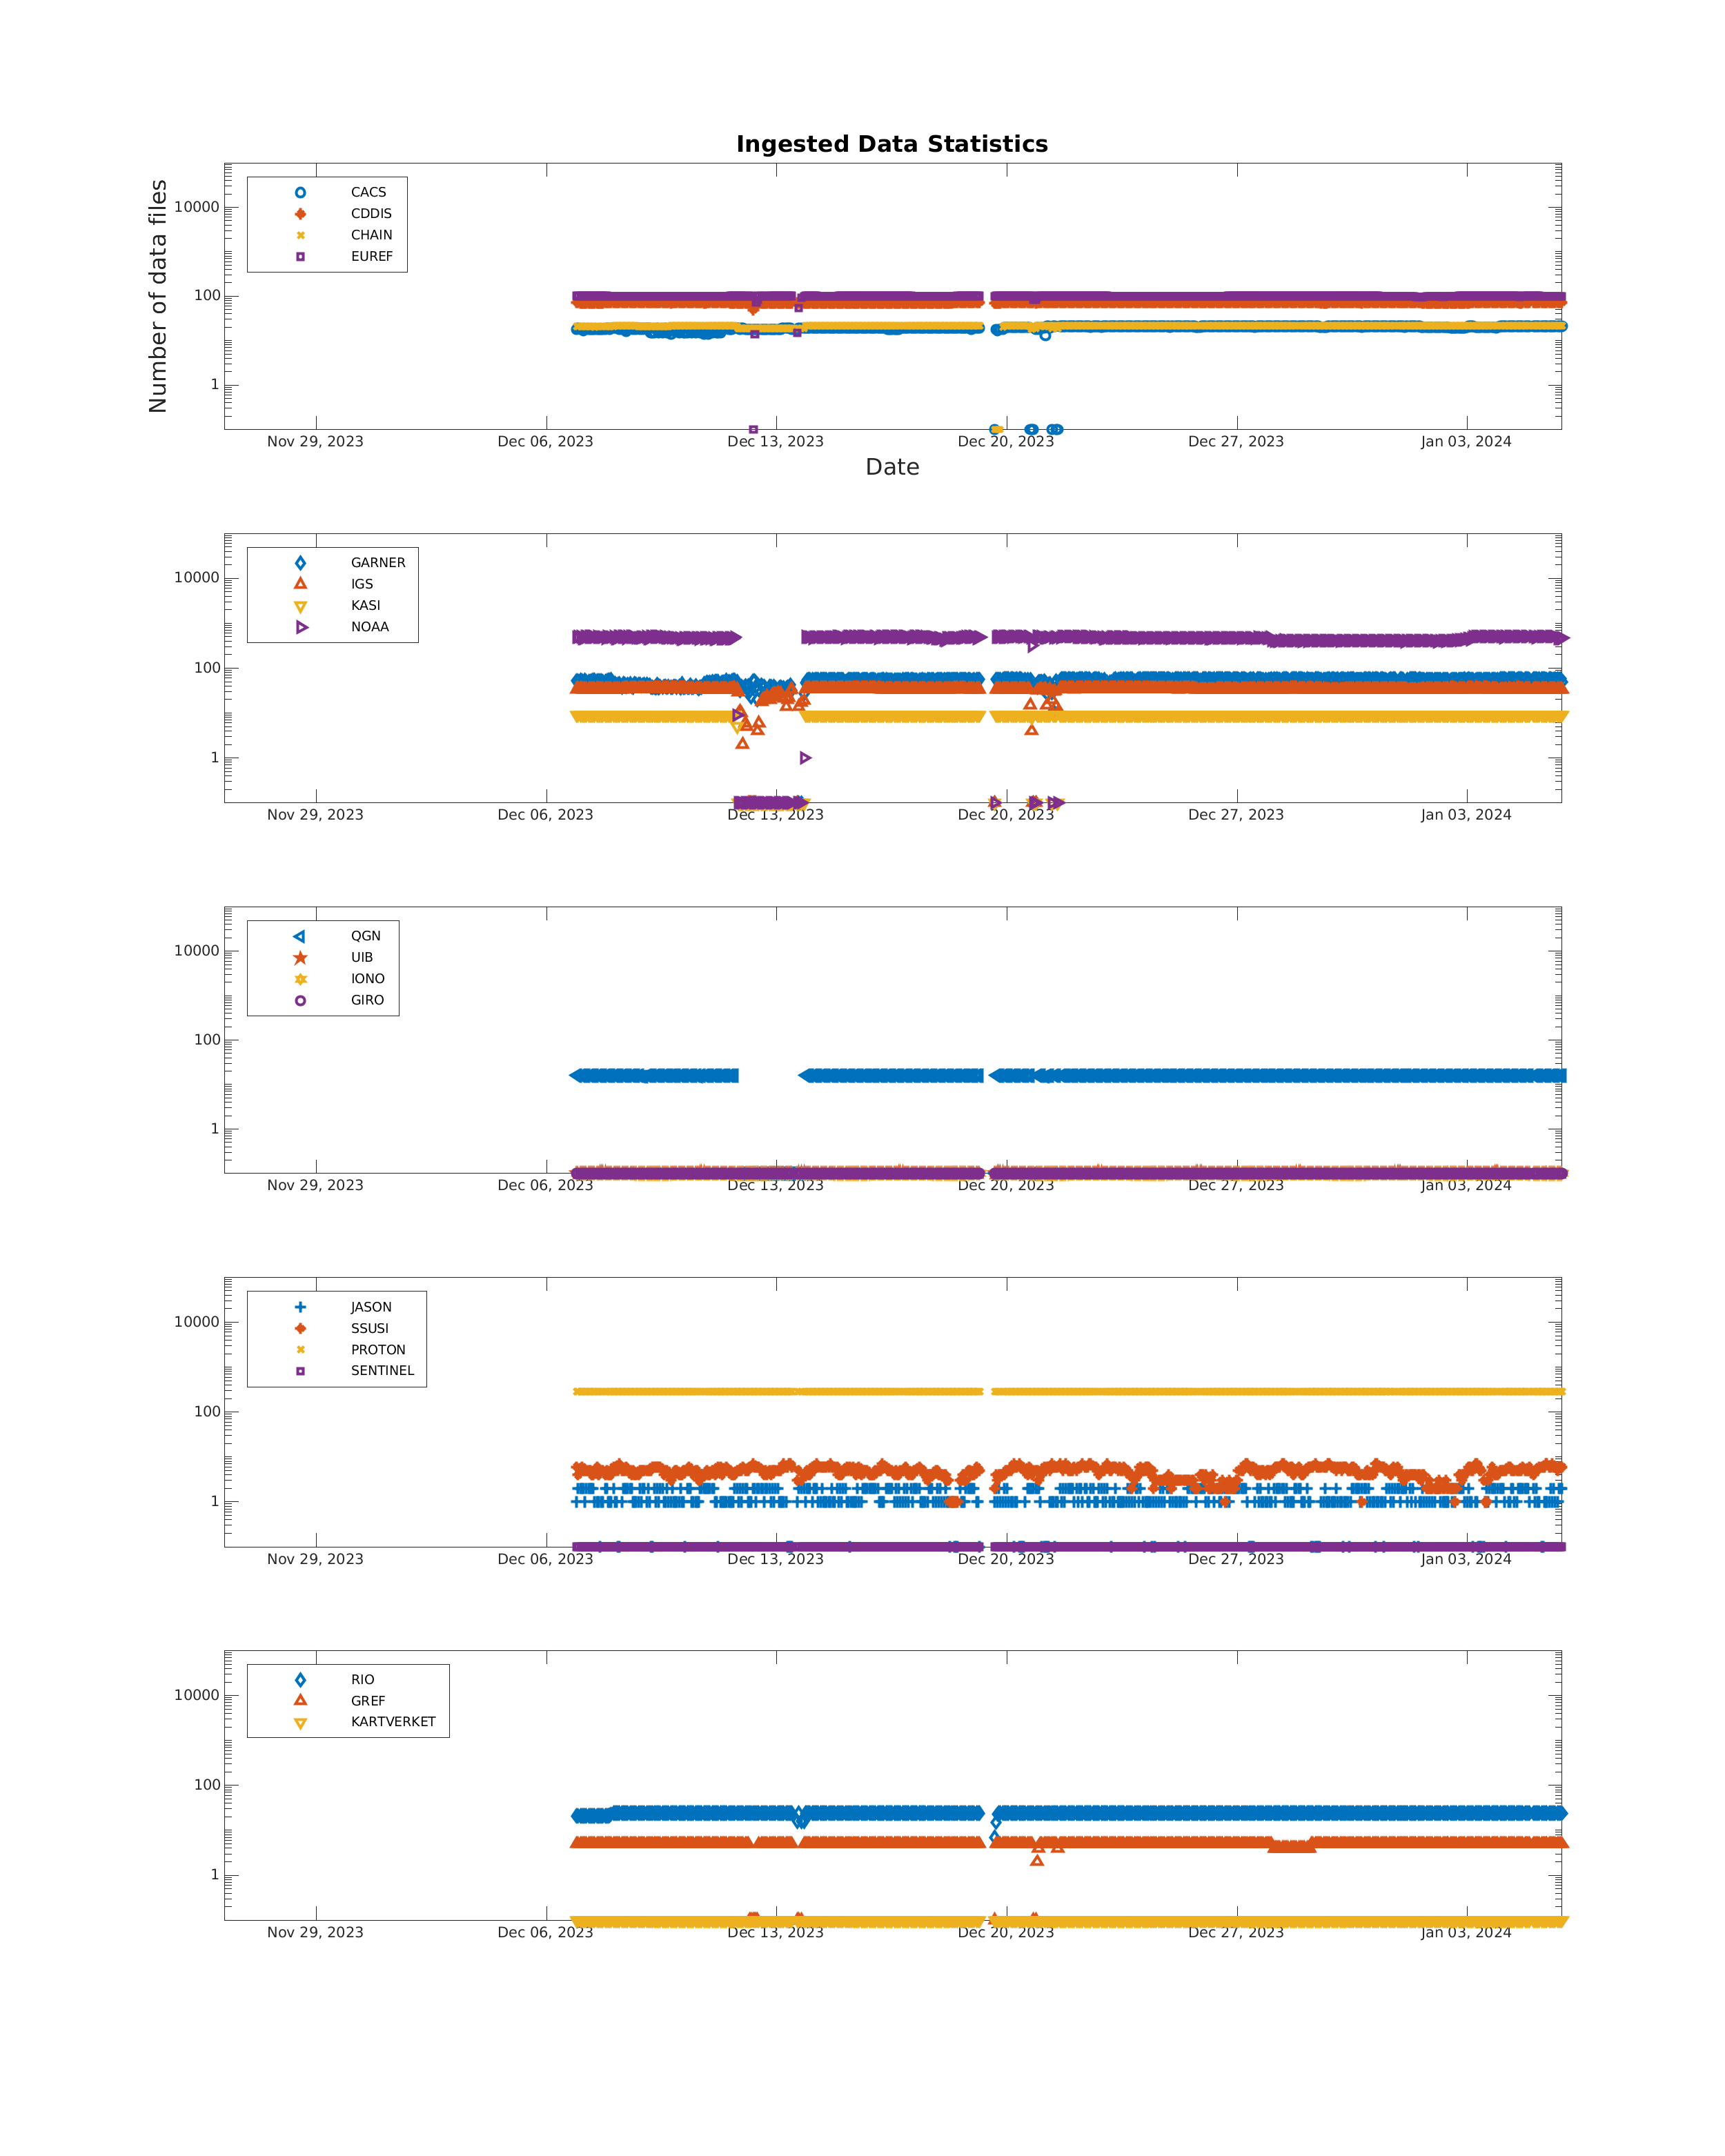 Ingested Data Statistics
Number of data files
10000
100
1
CACS
CDDIS
CHAIN
EUREF
Nov 29, 2023 Dec 06, 2023 Dec 13, 2023 Dec 20, 2023 Dec 27, 2023 Jan 03, 2024
Date
10000
100
1
GARNER
IGS
KASI
NOAA
Nov 29, 2023 Dec 06, 2023 Dec 13, 2023 Dec 20, 2023 Dec 27, 2023 Jan 03, 2024
10000
100
1
QGN
UIB
IONO
GIRO
Nov 29, 2023 Dec 06, 2023 Dec 13, 2023 Dec 20, 2023 Dec 27, 2023 Jan 03, 2024
10000
100
1
JASON
SSUSI
PROTON
SENTINEL
Nov 29, 2023 Dec 06, 2023 Dec 13, 2023 Dec 20, 2023 Dec 27, 2023 Jan 03, 2024
10000
100
1
RIO
GREF
KARTVERKET
Nov 29, 2023 Dec 06, 2023 Dec 13, 2023 Dec 20, 2023 Dec 27, 2023 Jan 03, 2024